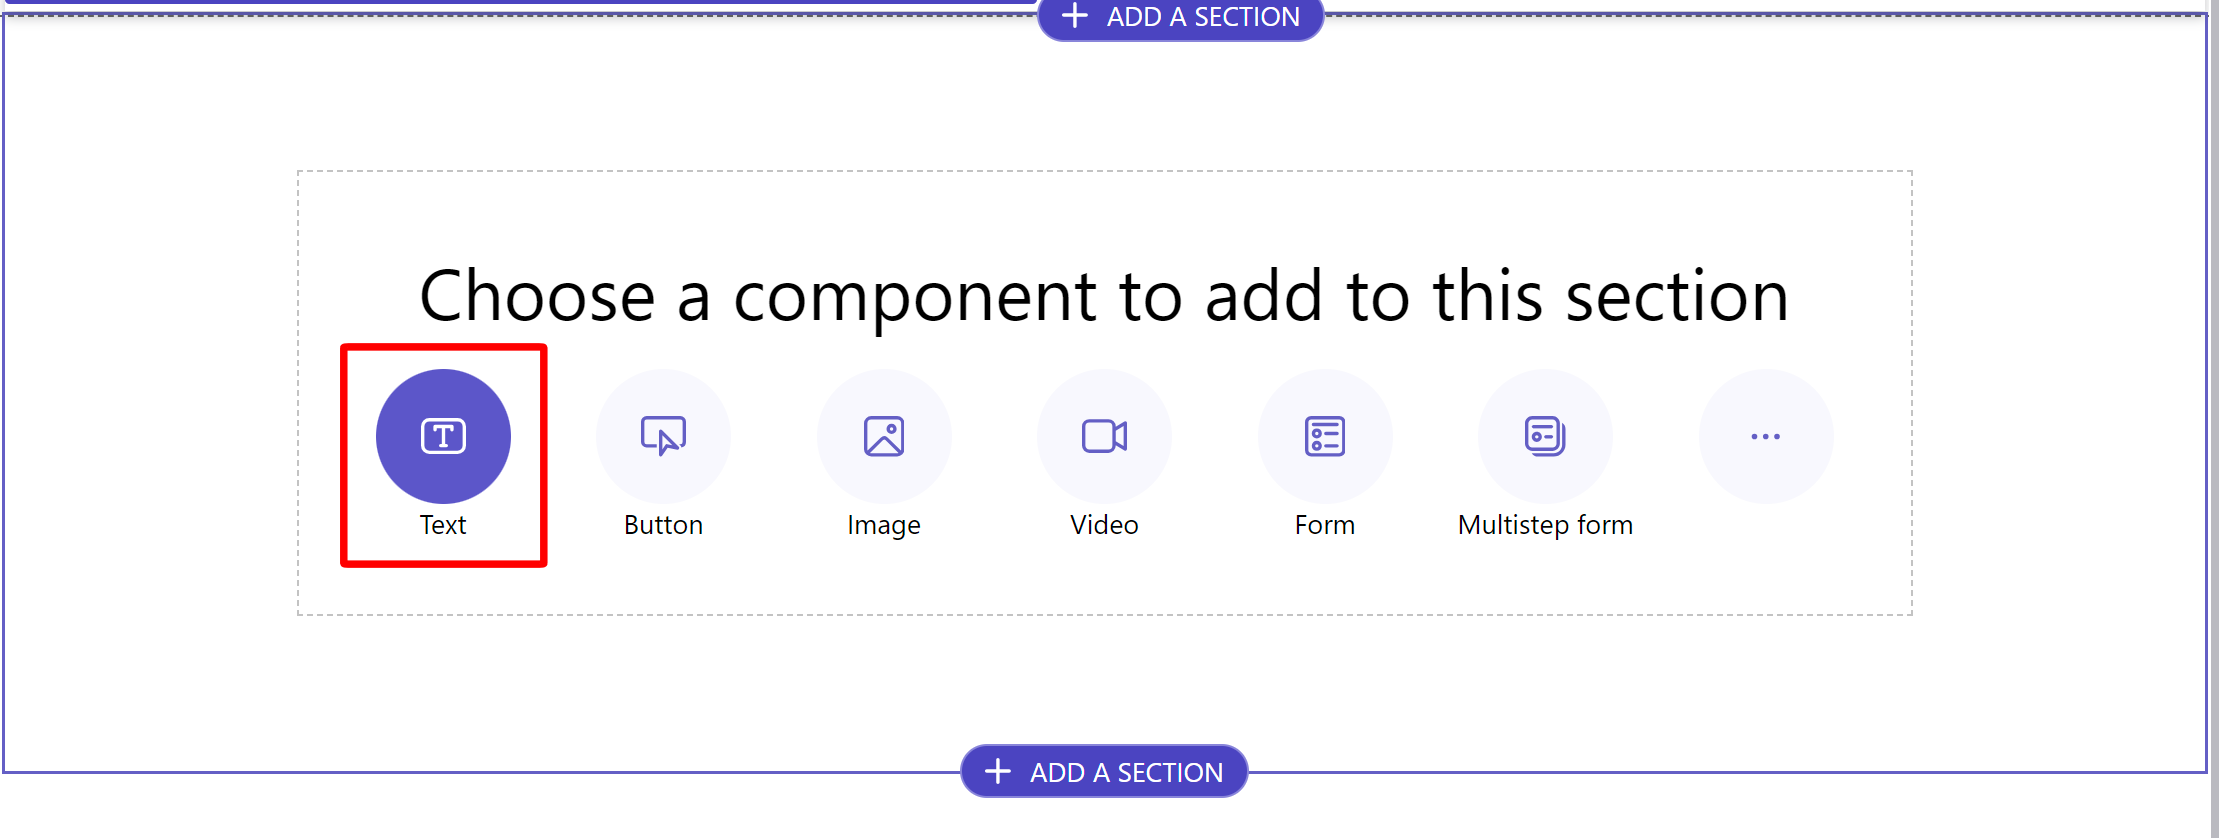 ADD A SECTION
Choose a component to add to this section
Text
Button
Image
Video
Form
Multistep form
ADD A SECTION